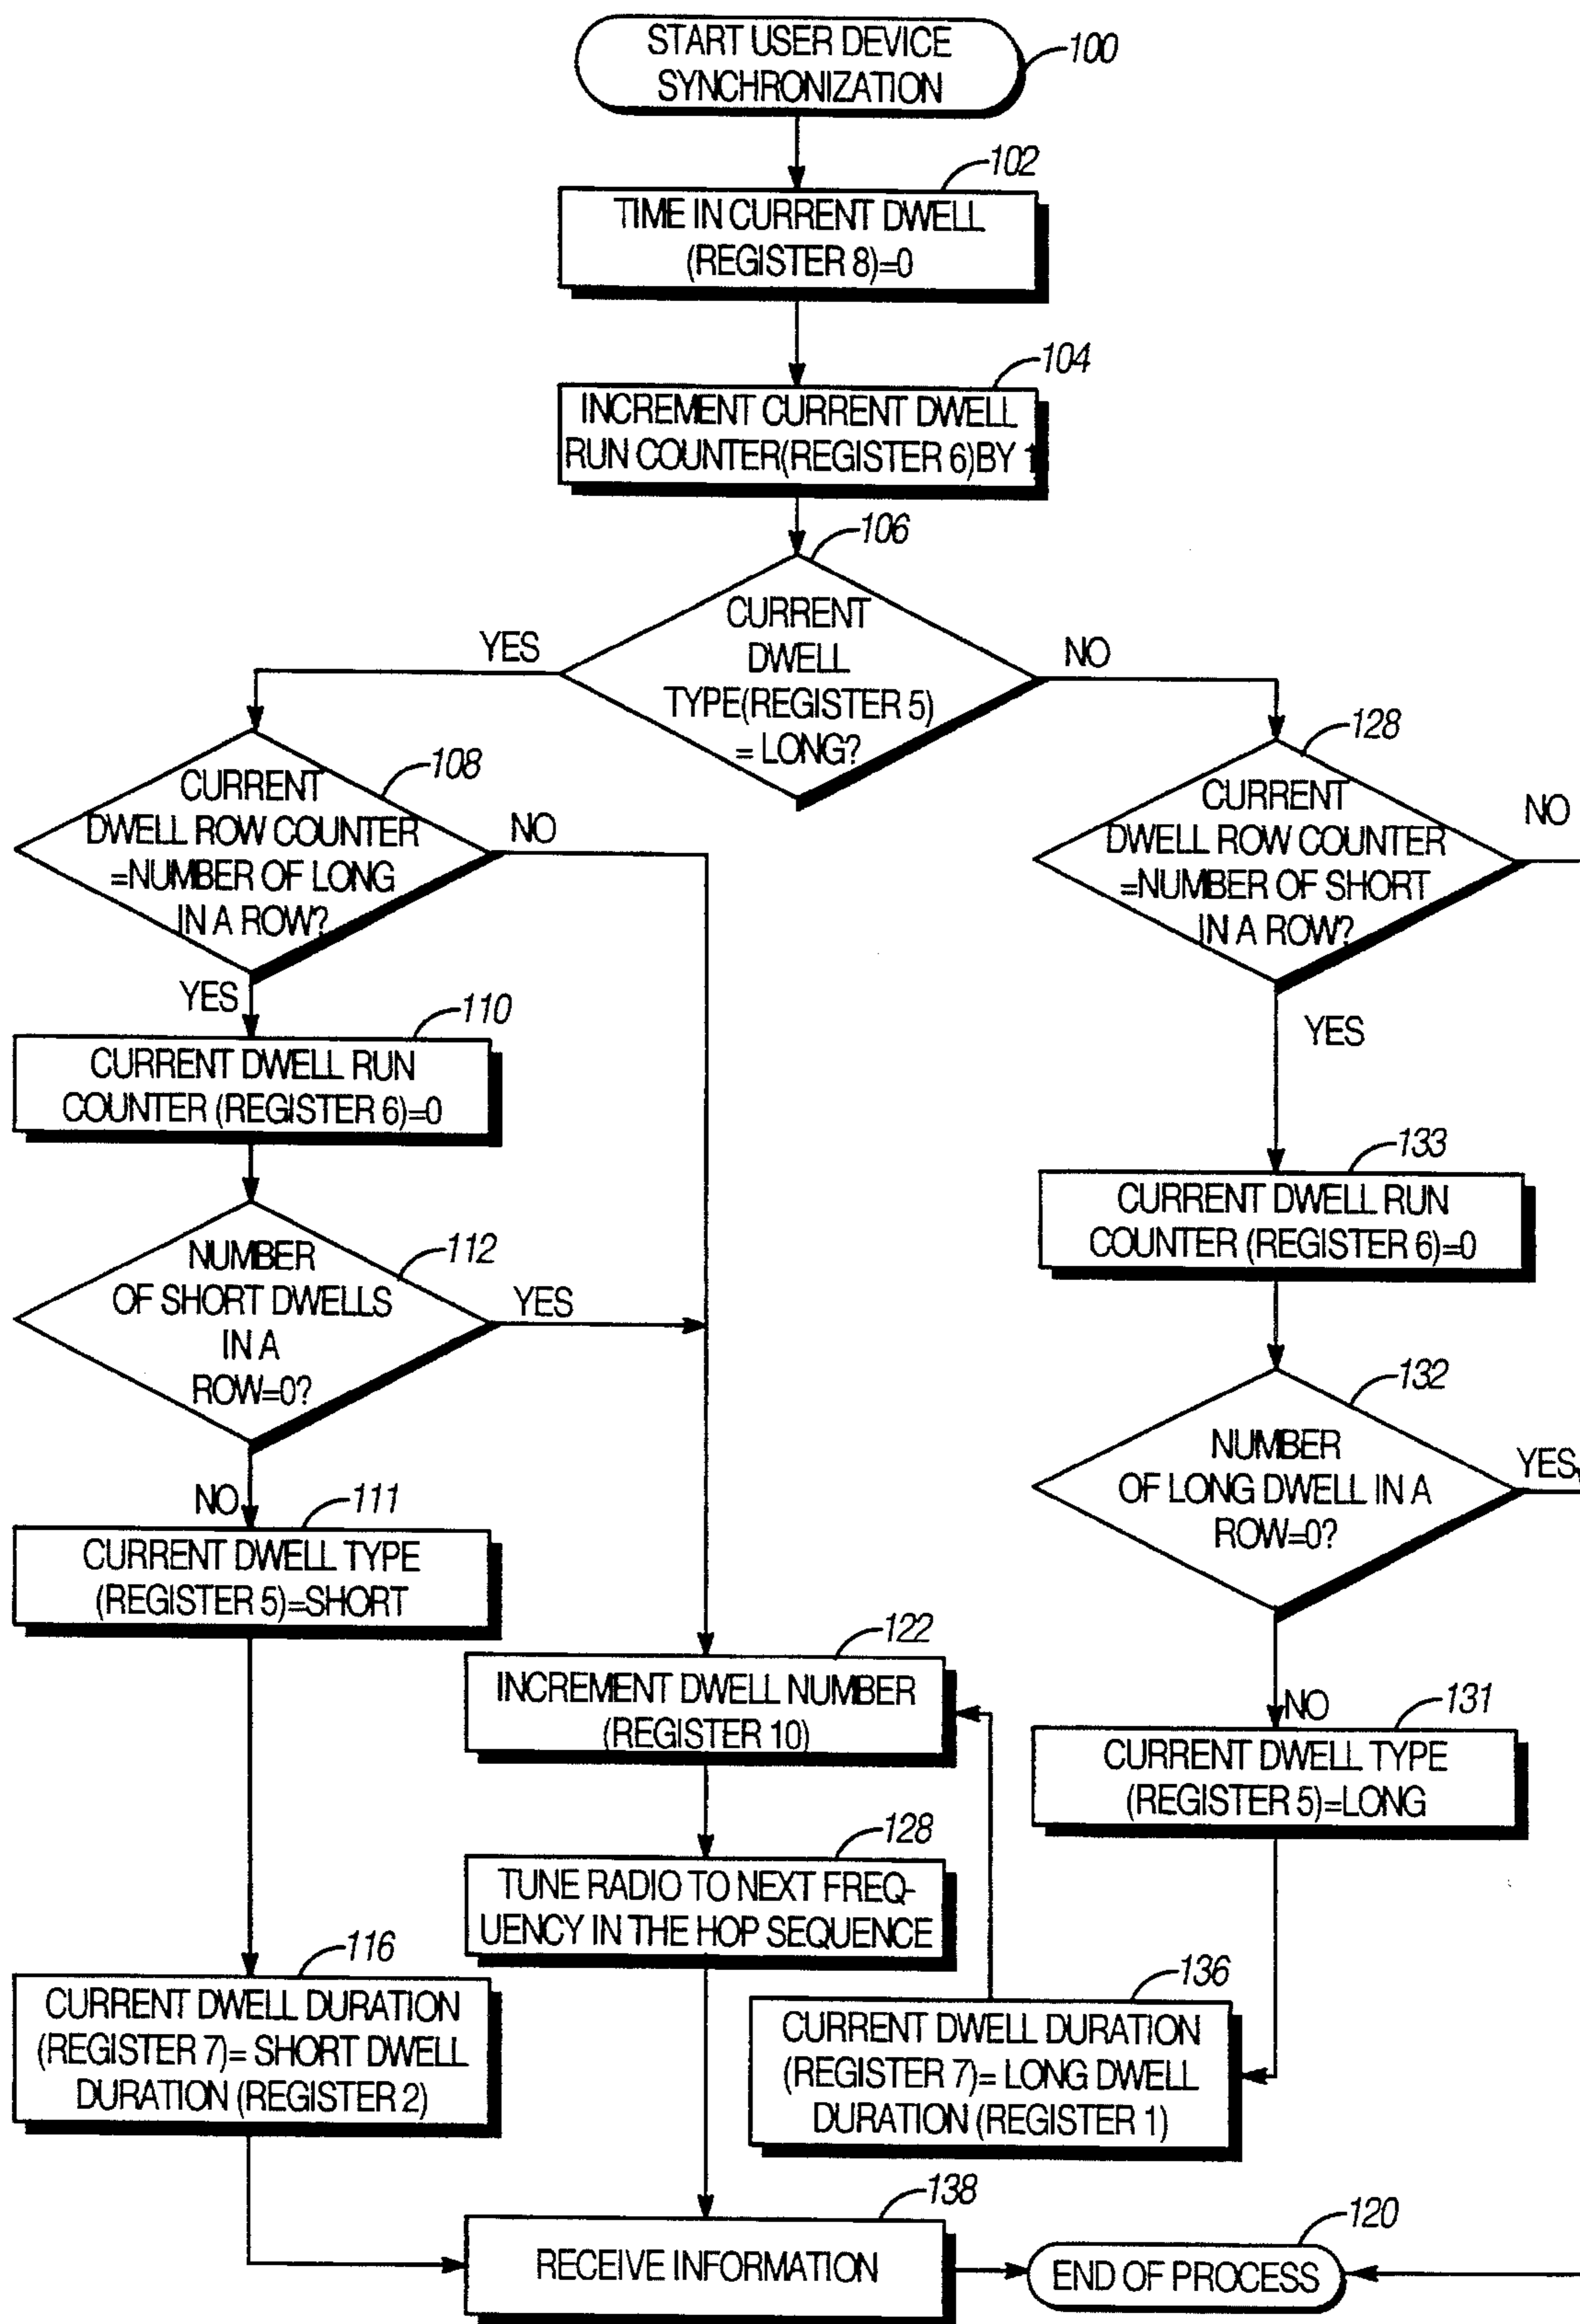 START USER DEVICE
SYNCHRONIZATION
100
102
TIME IN CURRENT DWELL
(REGISTER 8)=0
104
INCREMENT CURRENT DWELL
RUN COUNTER(REGISTER 6)BY 1
106
CURRENT
DWELL
TYPE(REGISTER 5)
= LONG?
YES
NO
108
CURRENT
DWELL ROW COUNTER
=NUMBER OF LONG
IN A ROW?
NO
YES
128
CURRENT
DWELL ROW COUNTER
=NUMBER OF SHORT
IN A ROW?
NO
YES
110
CURRENT DWELL RUN
COUNTER (REGISTER 6)=0
133
CURRENT DWELL RUN
COUNTER (REGISTER 6)=0
112
NUMBER
OF SHORT DWELLS
IN A
ROW=0?
YES
NO
132
NUMBER
OF LONG DWELL IN A
ROW=0?
YES
NO
111
CURRENT DWELL TYPE
(REGISTER 5)=SHORT
122
INCREMENT DWELL NUMBER
(REGISTER 10)
131
CURRENT DWELL TYPE
(REGISTER 5)=LONG
128
TUNE RADIO TO NEXT FREQ-
UENCY IN THE HOP SEQUENCE
116
CURRENT DWELL DURATION
(REGISTER 7)= SHORT DWELL
DURATION (REGISTER 2)
136
CURRENT DWELL DURATION
(REGISTER 7)= LONG DWELL
DURATION (REGISTER 1)
138
RECEIVE INFORMATION
120
END OF PROCESS